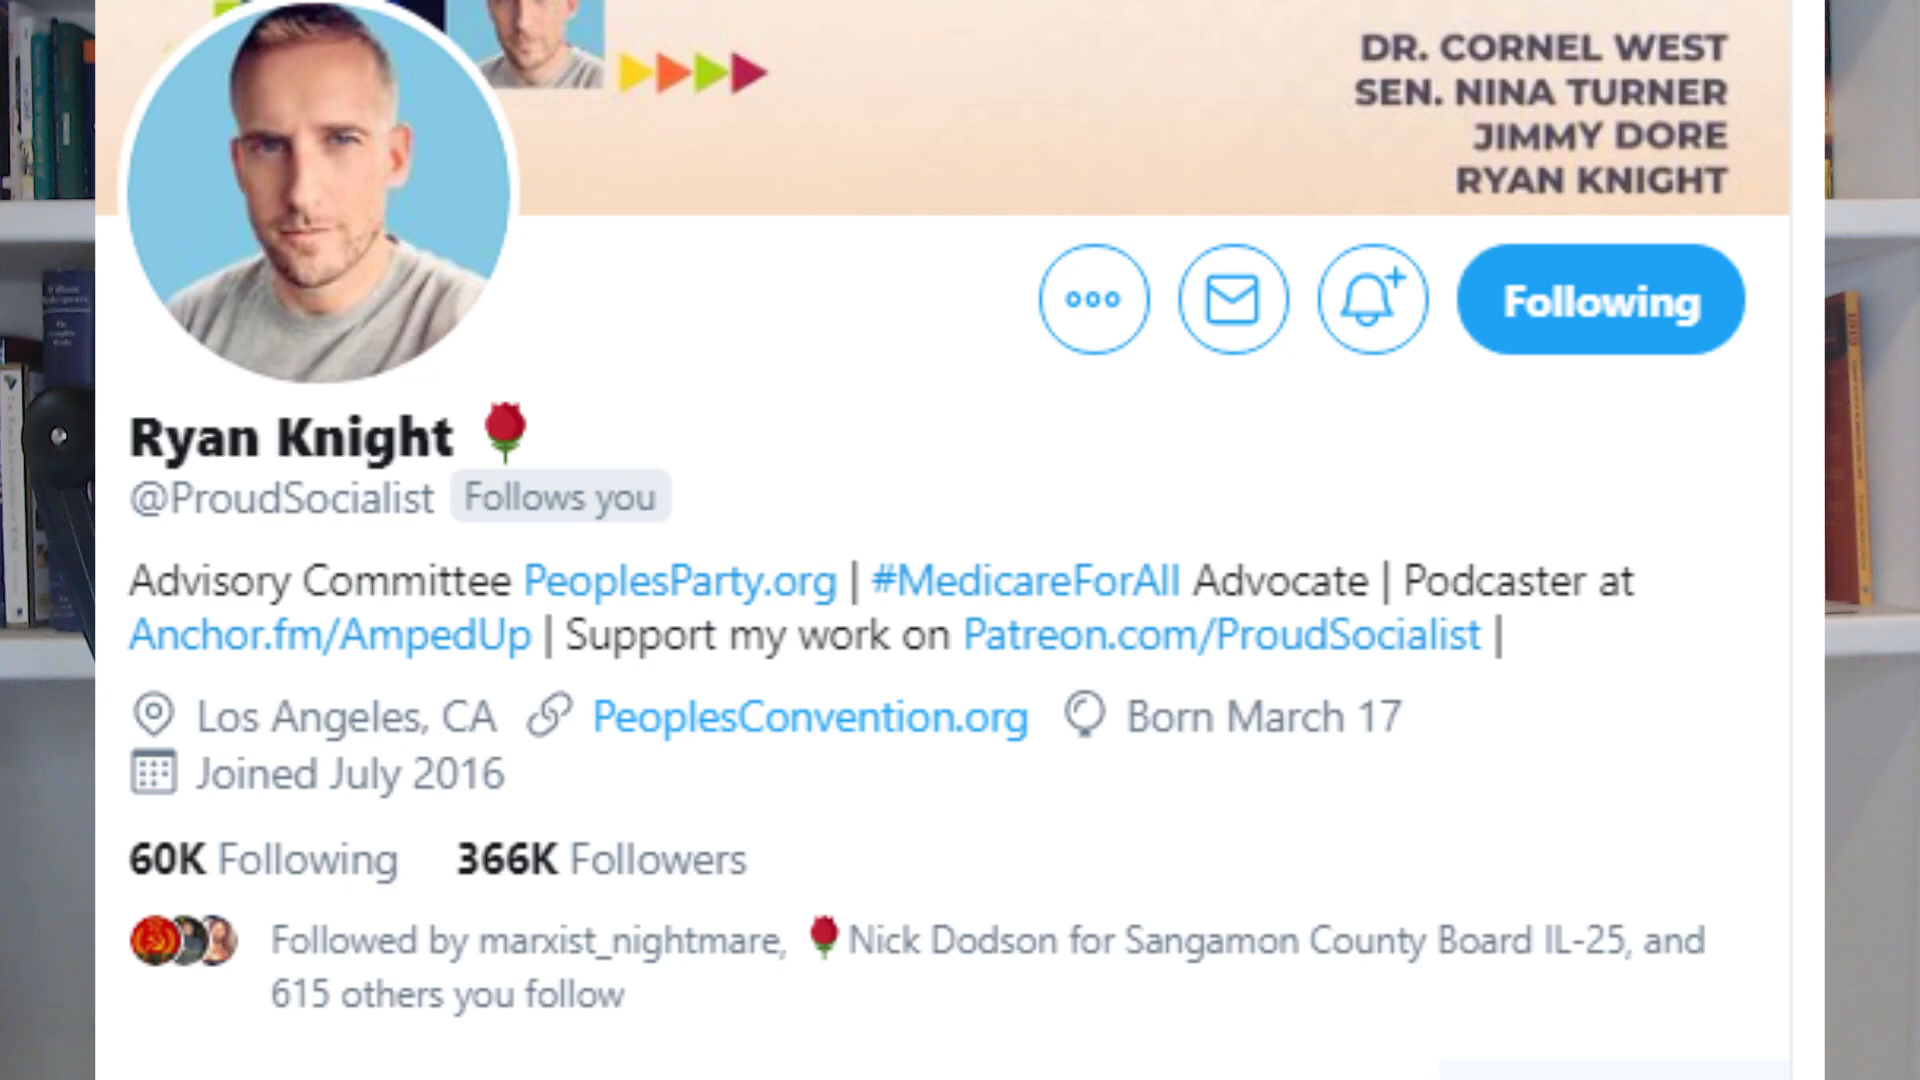 DR. CORNEL WEST
SEN. NINA TURNER
JIMMY DORE
RYAN KNIGHT
Following
Ryan Knight 🌹
@ProudSocialist Follows you
Advisory Committee PeoplesParty.org | #MedicareForAll Advocate | Podcaster at
Anchor.fm/AmpedUp | Support my work on Patreon.com/ProudSocialist |
Los Angeles, CA PeoplesConvention.org Born March 17
Joined July 2016
60K Following 366K Followers
Followed by marxist_nightmare, 🌹Nick Dodson for Sangamon County Board IL-25, and
615 others you follow